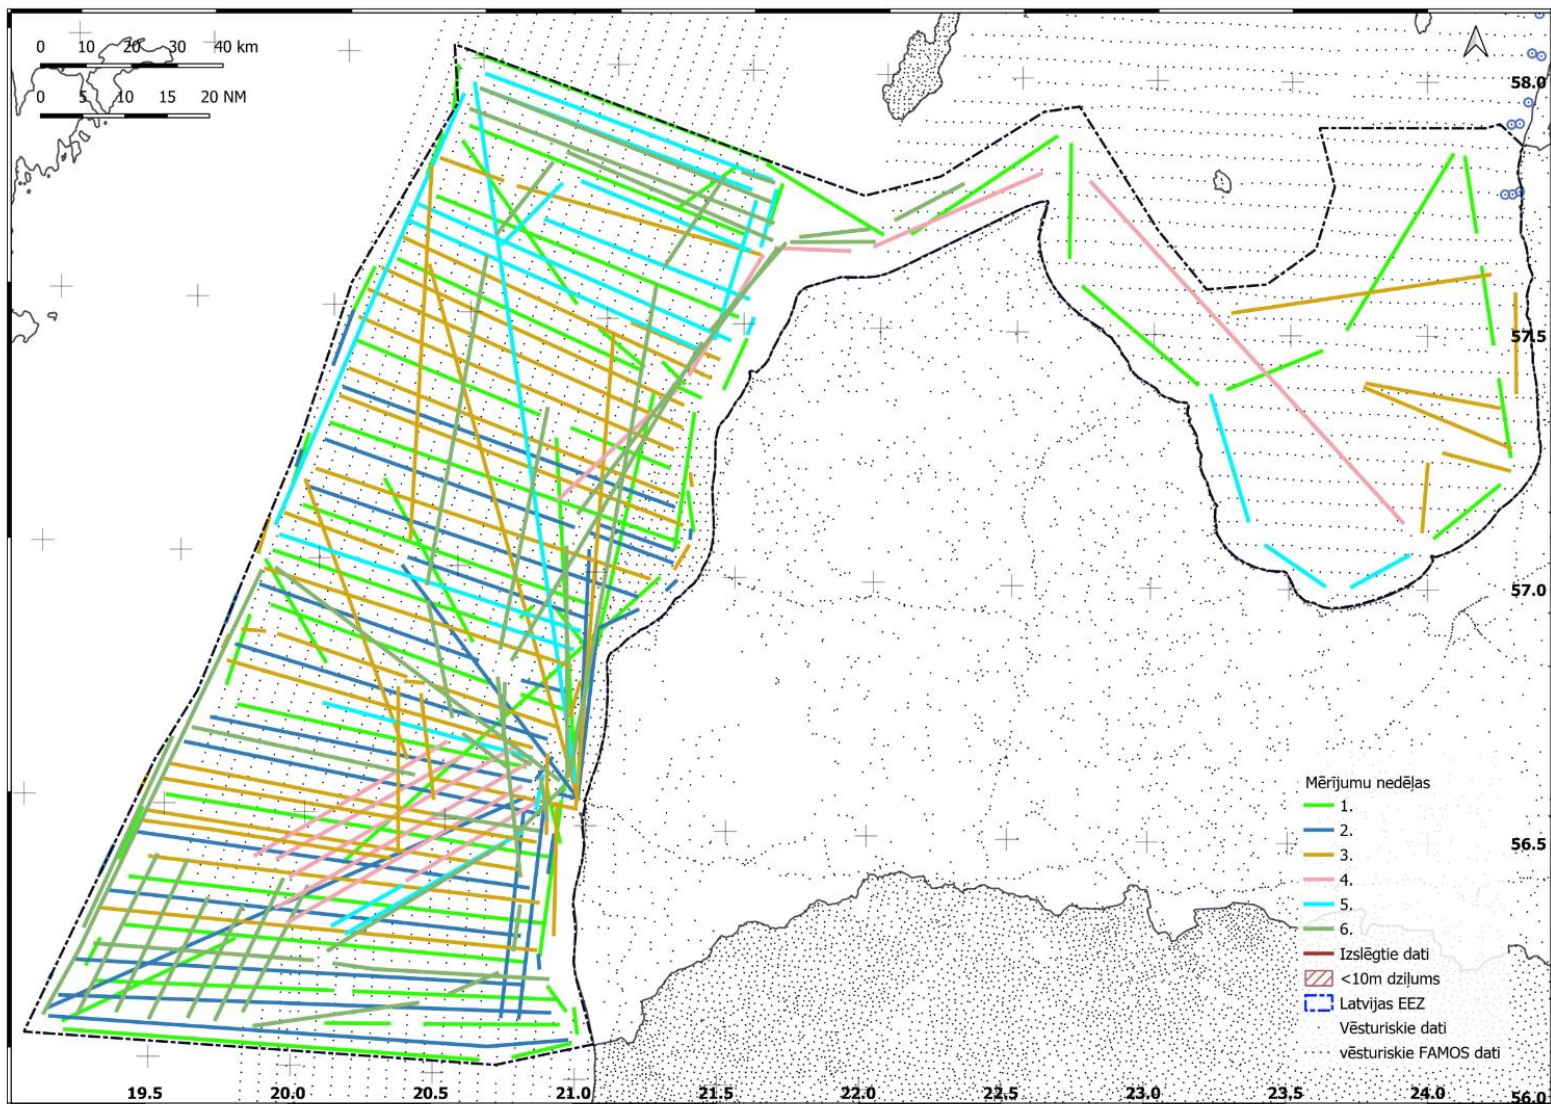 0 10 20 30 40 km
0 5 10 15 20 NM
58.0
57.5
57.0
56.5
56.0
Mērījumu nedēļas
1.
2.
3.
4.
5.
6.
Izslēgtie dati
<10m dziļums
Latvijas EEZ
Vēsturiskie dati
vēsturiskie FAMOS dati
19.5 20.0 20.5 21.0 21.5 22.0 22.5 23.0 23.5 24.0